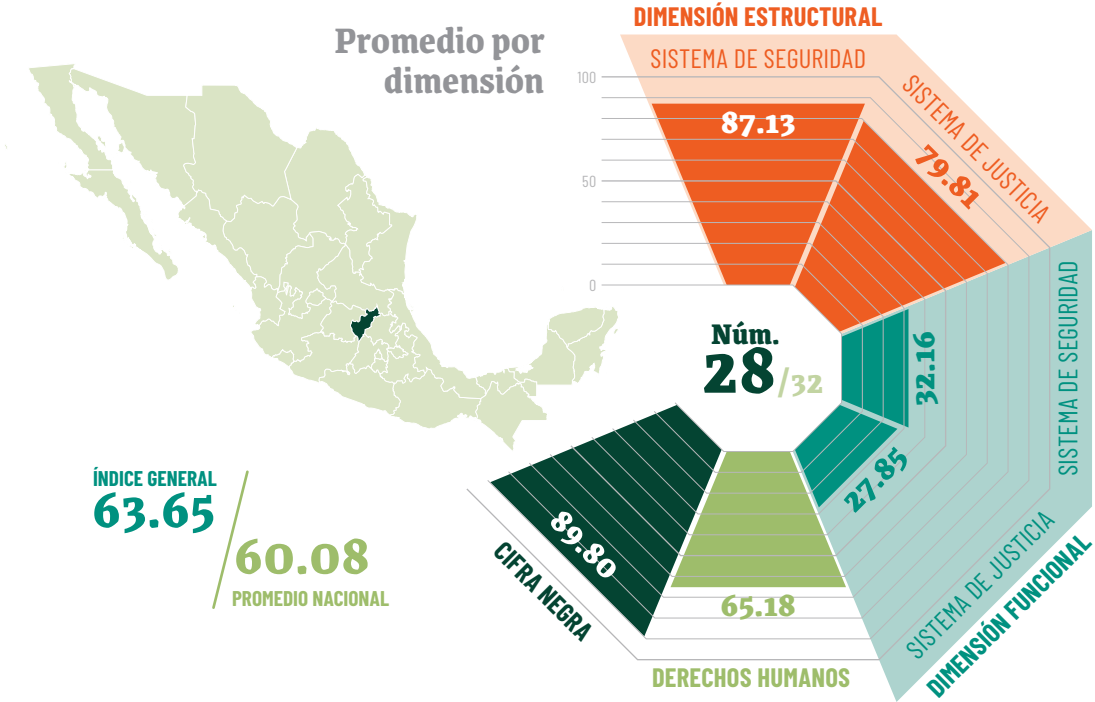 Promedio por
dimensión
DIMENSIÓN ESTRUCTURAL
SISTEMA DE SEGURIDAD
SISTEMA DE JUSTICIA
100
50
0
87.13
79.81
32.16
27.85
65.18
89.80
SISTEMA DE SEGURIDAD
SISTEMA DE JUSTICIA
DIMENSIÓN FUNCIONAL
DERECHOS HUMANOS
CIFRA NEGRA
Núm.
28/32
ÍNDICE GENERAL
63.65
60.08
PROMEDIO NACIONAL